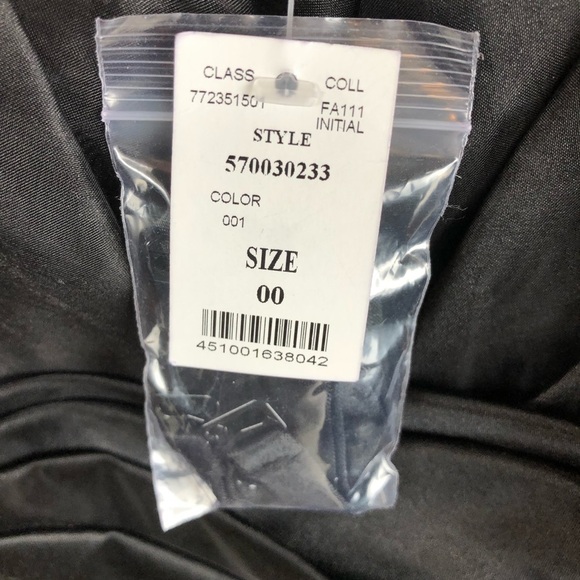 CLASS COLL
772351501 FA111
INITIAL
STYLE
570030233
COLOR
001
SIZE
00
451001638042